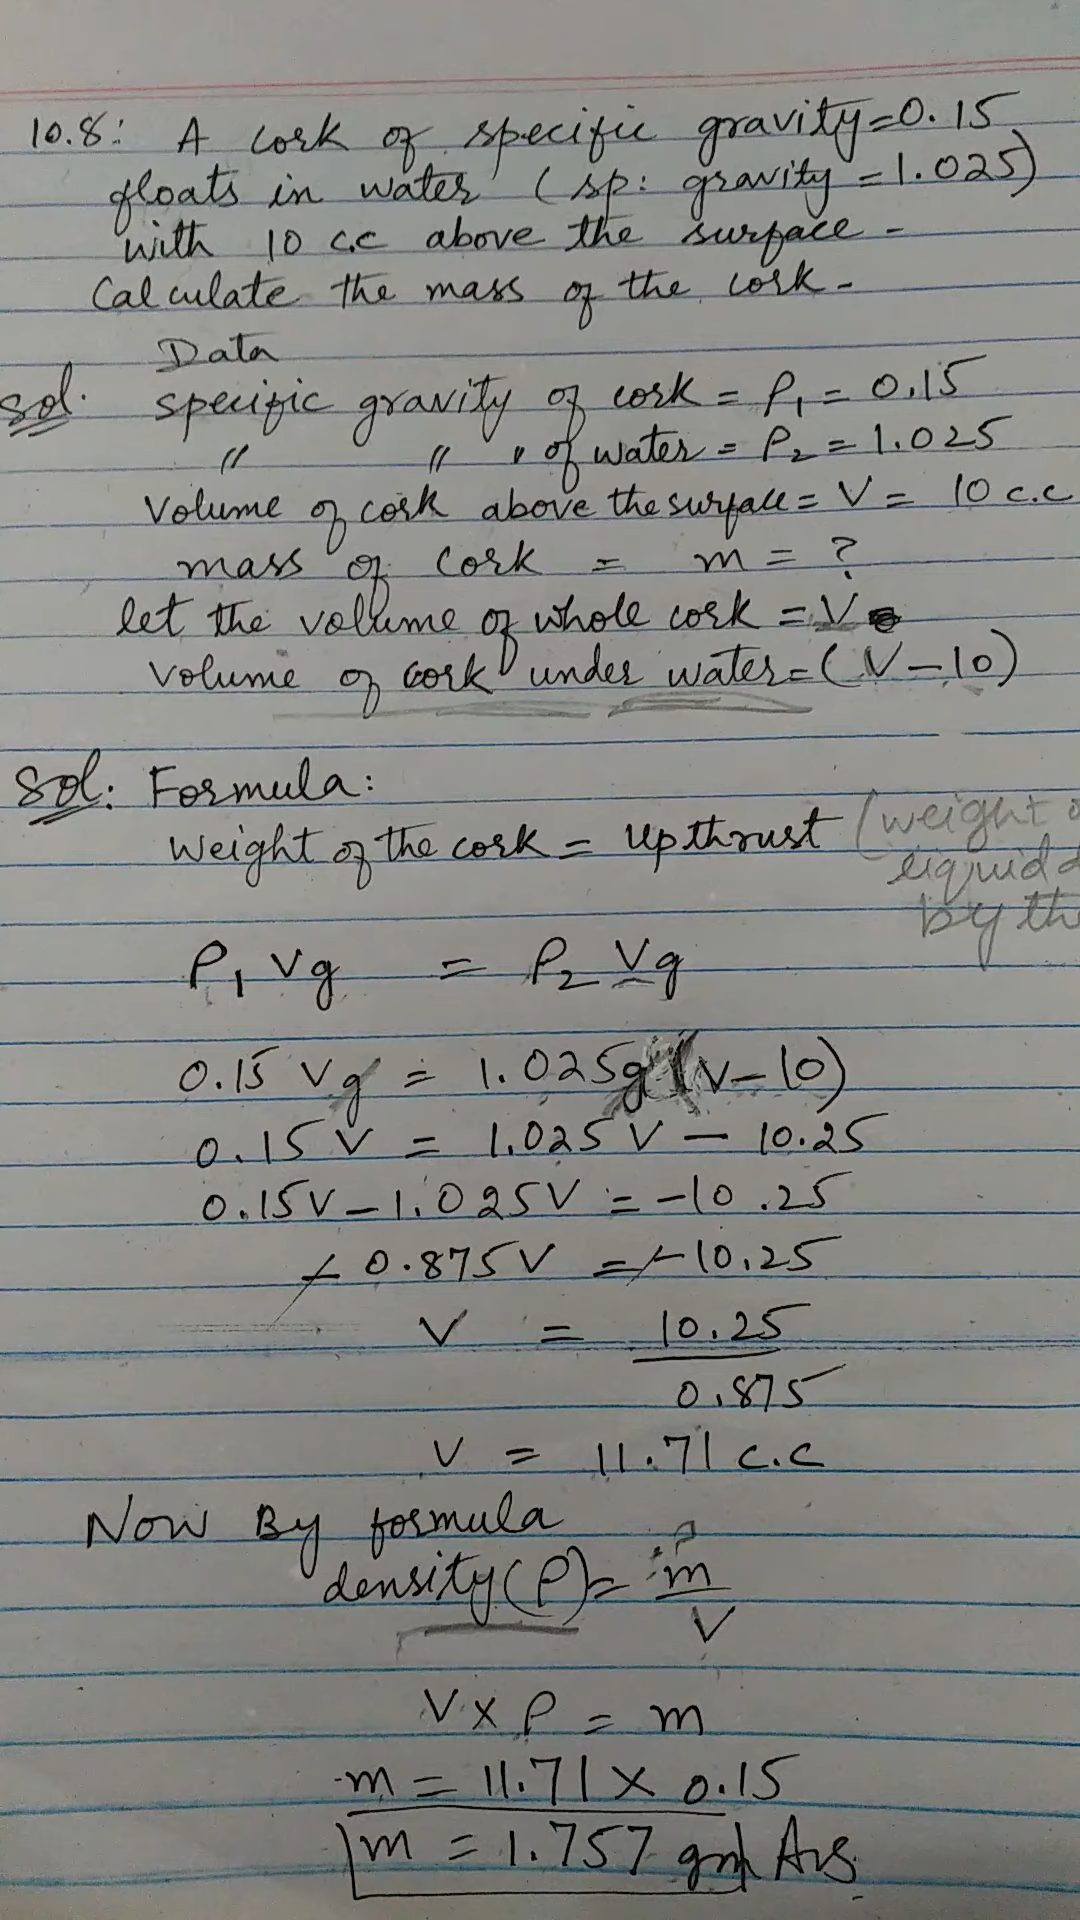 10.8: A cork of specific gravity=0.15
floats in water (sp: gravity =1.025)
with 10 c.c above the surface.
Calculate the mass of the cork.
Data
Sol. specific gravity of cork = ρ₁ = 0.15
〃 〃 〃 of water = ρ₂ = 1.025
Volume of cork above the surface = V = 10 c.c
mass of cork = m = ?
let the volume of whole cork = V
Volume of cork under water = (V-10)
Sol: Formula:
Weight of the cork = Upthrust (weight
liquid
by the
ρ₁ Vg = ρ₂ Vg
0.15 Vg = 1.025g (V-10)
0.15 V = 1.025 V - 10.25
0.15V - 1.025V = -10.25
-0.875V = -10.25
V = 10.25
0.875
V = 11.71 c.c
Now By formula
density (ρ) = m
V
V x ρ = m
m = 11.71 x 0.15
m = 1.757 gm Ans